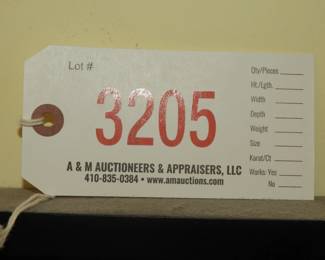 Lot #
3205
A & M AUCTIONEERS & APPRAISERS, LLC
410-835-0384 • www.amauctions.com
Qty/Pieces
Ht./Lgth.
Width
Depth
Weight
Size
Karat/Ct
Works: Yes
No